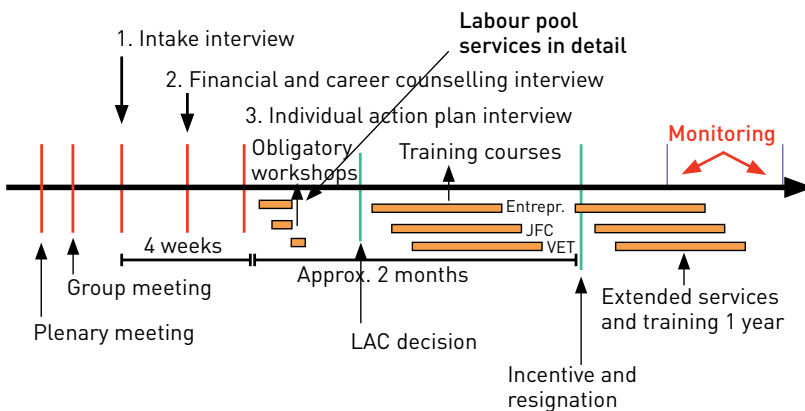 Labour pool
services in detail
1. Intake interview
2. Financial and career counselling interview
3. Individual action plan interview
Obligatory
workshops
Training courses
Monitoring
Entrepr.
JFC
VET
4 weeks
Approx. 2 months
Group meeting
Plenary meeting
LAC decision
Extended services
and training 1 year
Incentive and
resignation